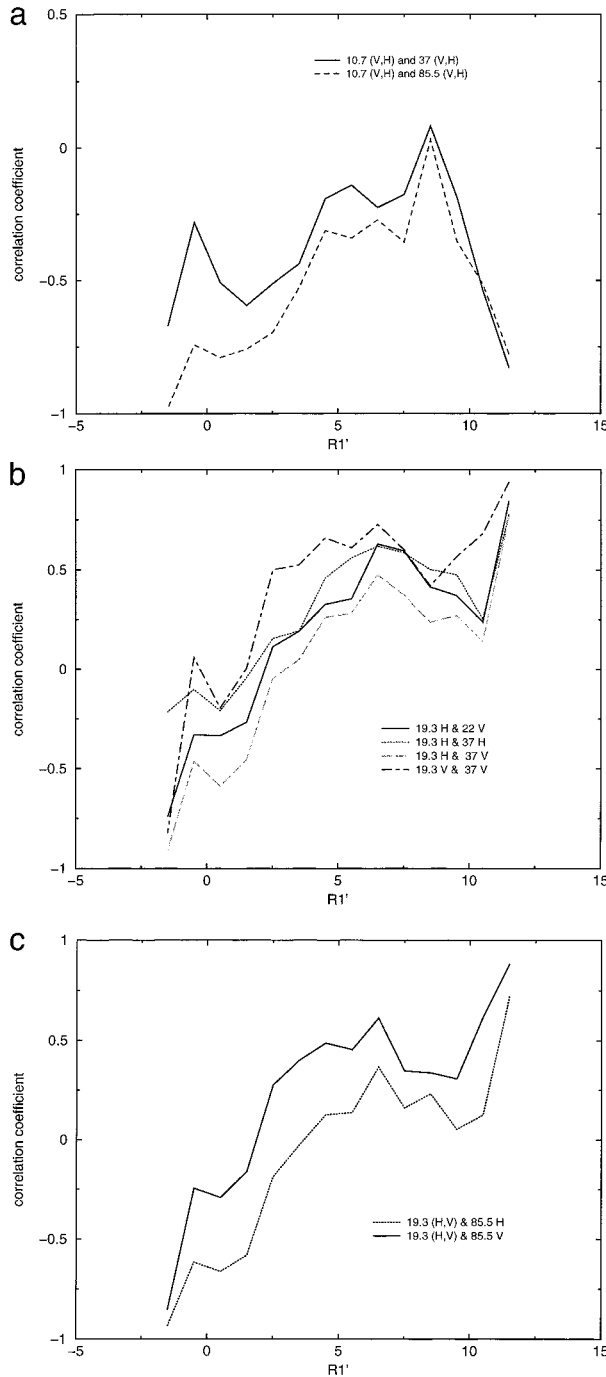 a
0.5
10.7 (V,H) and 37 (V,H)
10.7 (V,H) and 85.5 (V,H)
0
correlation coefficient
−0.5
−1
−5
0
5
10
15
R1'
b
1
0.5
correlation coefficient
0
19.3 H & 22 V
19.3 H & 37 H
19.3 H & 37 V
19.3 V & 37 V
−0.5
−1
−5
0
5
10
15
R1'
c
1
0.5
correlation coefficient
0
19.3 (H,V) & 85.5 H
19.3 (H,V) & 85.5 V
−0.5
−1
−5
0
5
10
15
R1'